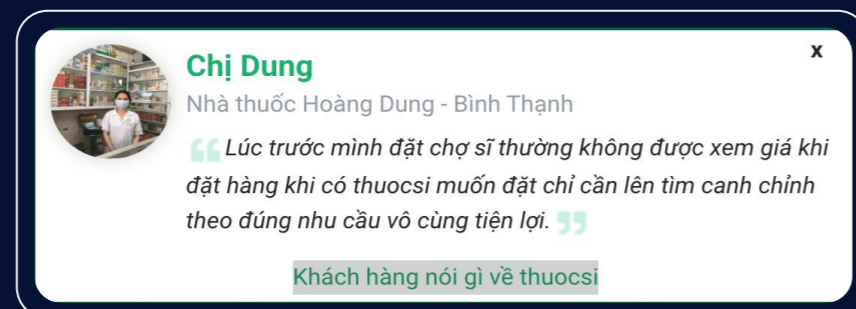 x
Chị Dung
Nhà thuốc Hoàng Dung - Bình Thạnh
“ Lúc trước mình đặt chợ sĩ thường không được xem giá khi
đặt hàng khi có thuocsi muốn đặt chỉ cần lên tìm canh chỉnh
theo đúng nhu cầu vô cùng tiện lợi. ”
Khách hàng nói gì về thuocsi